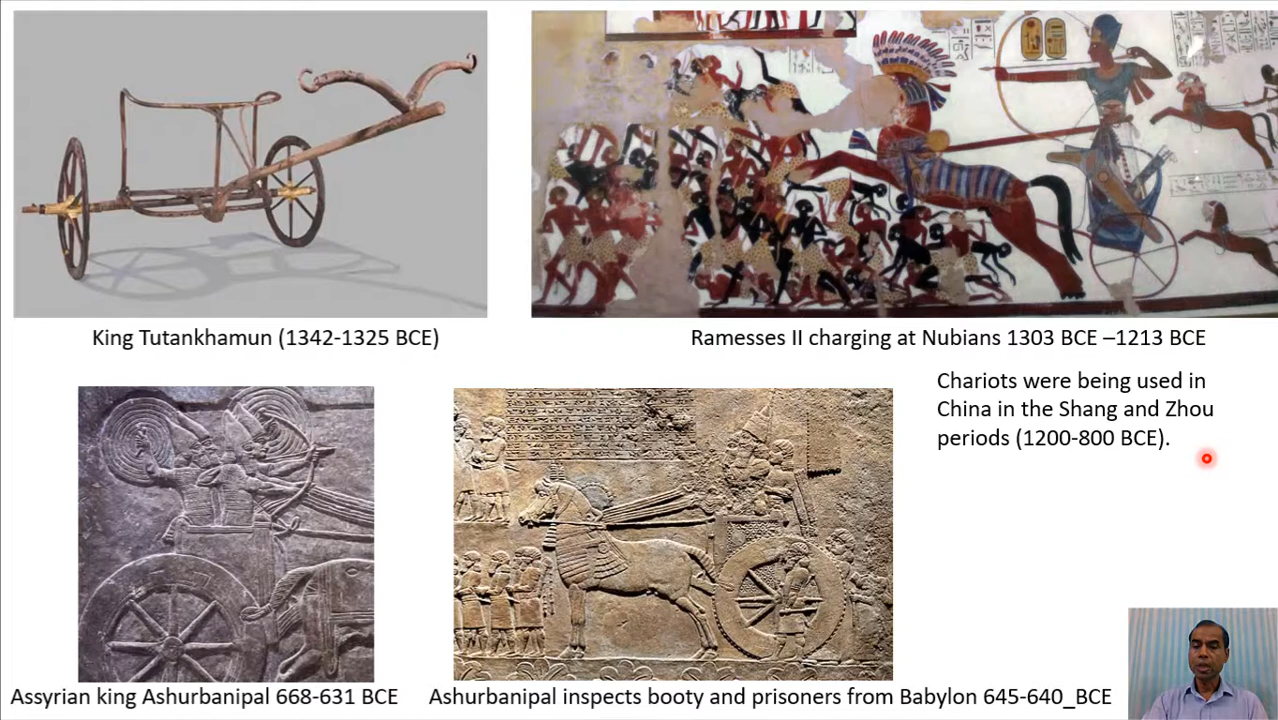 King Tutankhamun (1342-1325 BCE)
Ramesses II charging at Nubians 1303 BCE –1213 BCE
Chariots were being used in
China in the Shang and Zhou
periods (1200-800 BCE).
Assyrian king Ashurbanipal 668-631 BCE
Ashurbanipal inspects booty and prisoners from Babylon 645-640_BCE